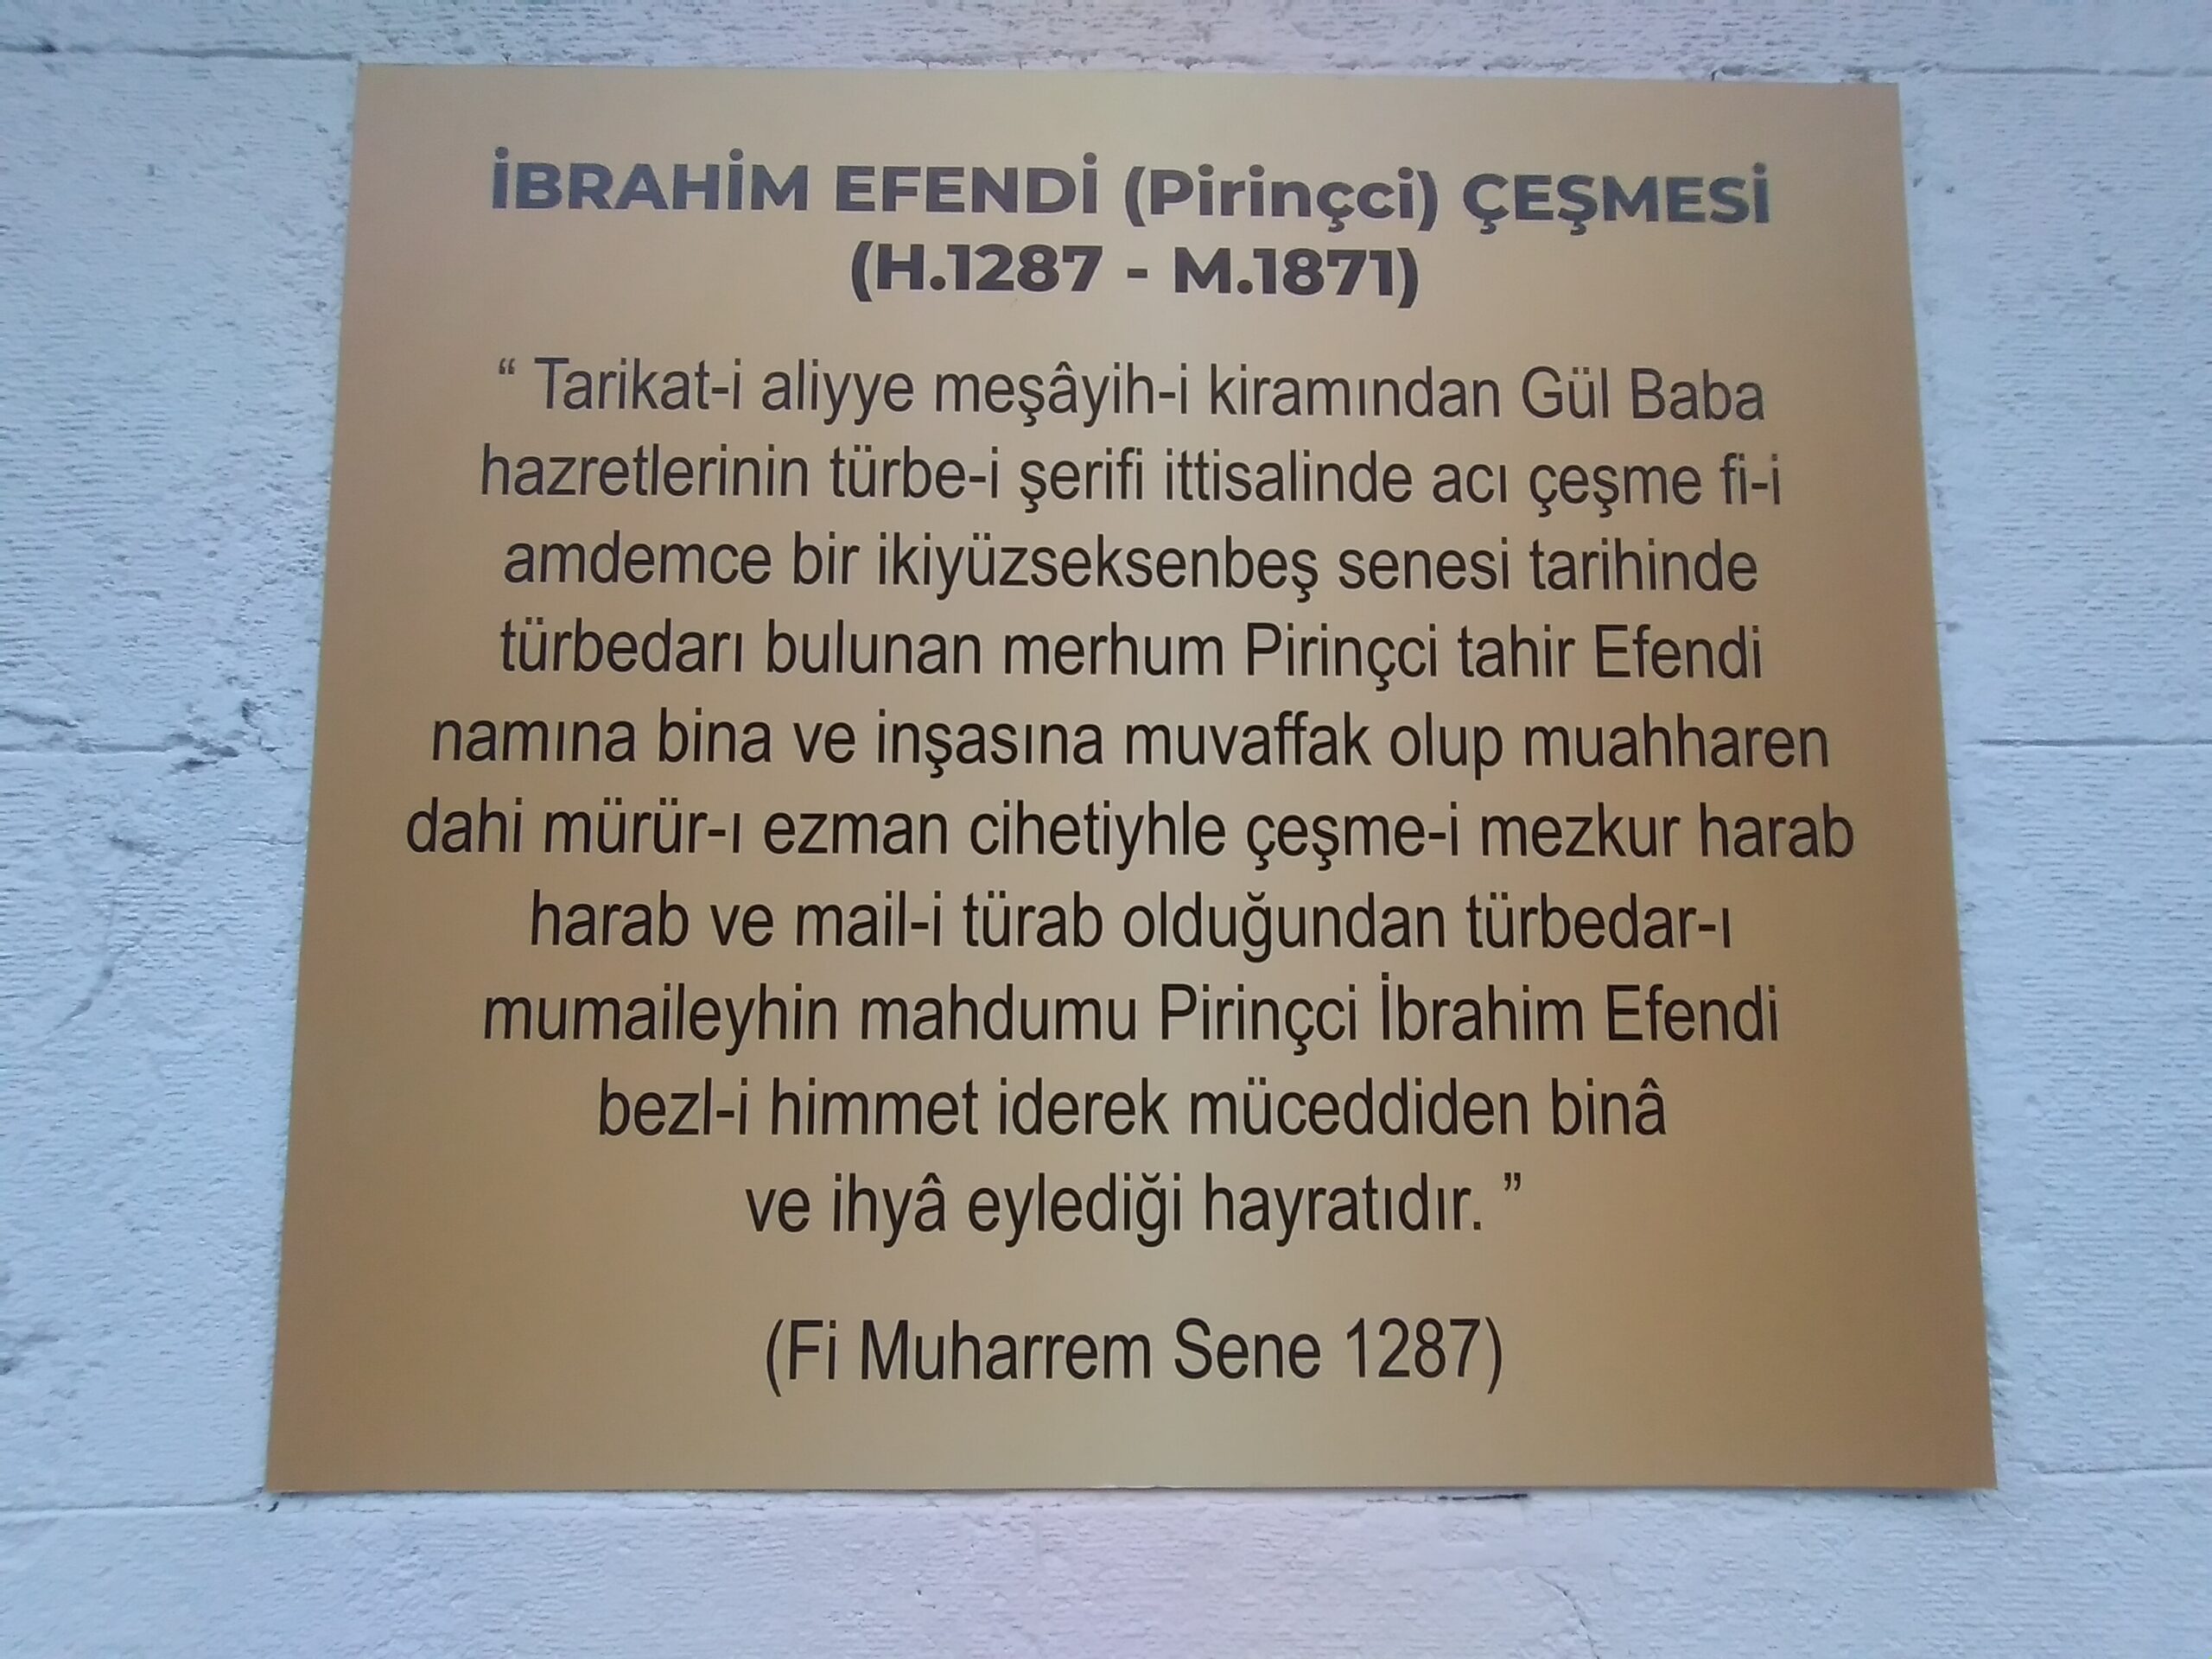 İBRAHİM EFENDİ (Pirinçci) ÇEŞMESİ
(H.1287 - M.1871)
“ Tarikat-i aliyye meşâyih-i kiramından Gül Baba
hazretlerinin türbe-i şerifi ittisalinde acı çeşme fi-i
amdemce bir ikiyüzseksenbeş senesi tarihinde
türbedarı bulunan merhum Pirinçci tahir Efendi
namına bina ve inşasına muvaffak olup muahharen
dahi mürür-ı ezman cihetiyhle çeşme-i mezkur harab
harab ve mail-i türab olduğundan türbedar-ı
mumaileyhin mahdumu Pirinçci İbrahim Efendi
bezl-i himmet iderek müceddiden binâ
ve ihyâ eylediği hayratıdır. ”
(Fi Muharrem Sene 1287)